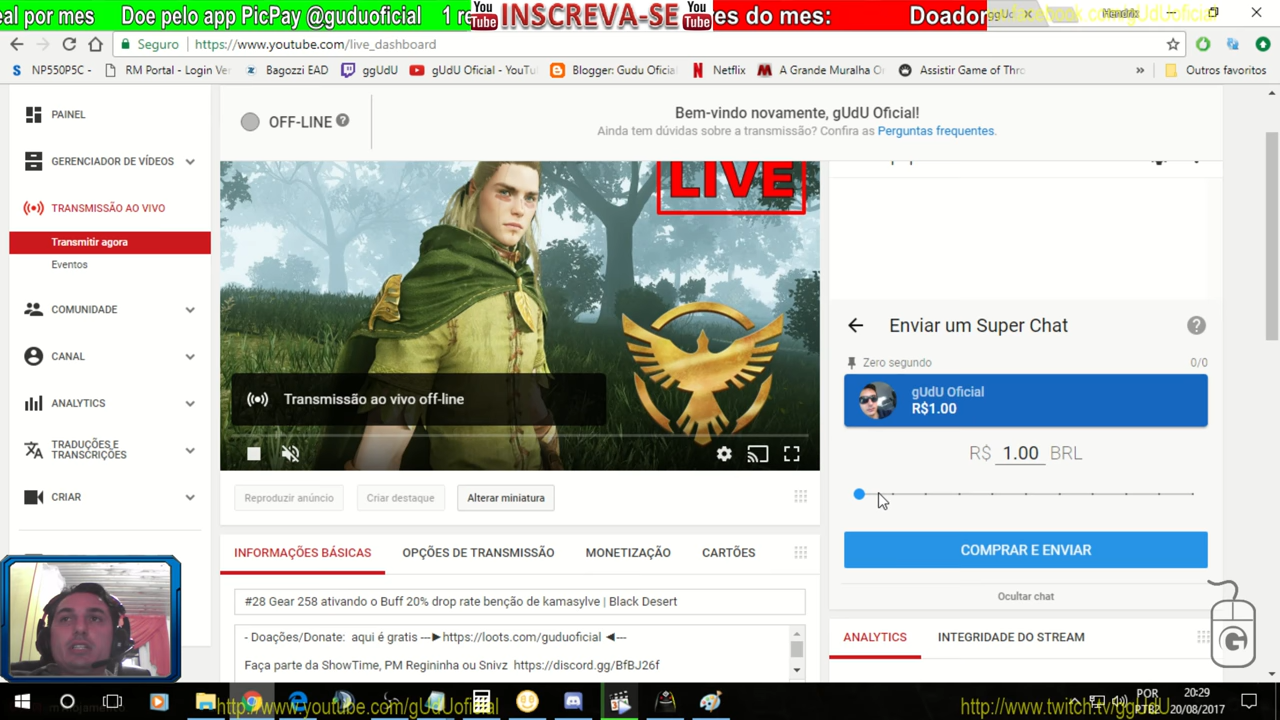 eal por mes Doe pelo app PicPay @guduoficial 1 re
You Tube INSCREVA-SE You Tube
es do mes: Doador
Hendrix
Seguro https://www.youtube.com/live_dashboard
NP550P5C - RM Portal - Login Ve Bagozzi EAD ggUdU gUdU Oficial - YouTu Blogger: Gudu Oficia Netflix A Grande Muralha O Assistir Game of Thro » Outros favoritos
PAINEL
GERENCIADOR DE VÍDEOS
TRANSMISSÃO AO VIVO
Transmitir agora
Eventos
COMUNIDADE
CANAL
ANALYTICS
TRADUÇÕES E
TRANSCRIÇÕES
CRIAR
OFF-LINE
Bem-vindo novamente, gUdU Oficial!
Ainda tem dúvidas sobre a transmissão? Confira as Perguntas frequentes.
LIVE
Transmissão ao vivo off-line
Reproduzir anúncio Criar destaque Alterar miniatura
INFORMAÇÕES BÁSICAS OPÇÕES DE TRANSMISSÃO MONETIZAÇÃO CARTÕES
#28 Gear 258 ativando o Buff 20% drop rate benção de kamasylve | Black Desert
- Doações/Donate: aqui é gratis ---►https://loots.com/guduoficial ◄---
Faça parte da ShowTime, PM Regininha ou Snivz https://discord.gg/BfBJ26f
Enviar um Super Chat
Zero segundo 0/0
gUdU Oficial
R$1.00
R$ 1.00 BRL
COMPRAR E ENVIAR
Ocultar chat
ANALYTICS INTEGRIDADE DO STREAM
G
http://www.youtube.com/gUdUoficial
http://www.twitch.tv/ggUdU
POR
PTB2
20:29
20/08/2017